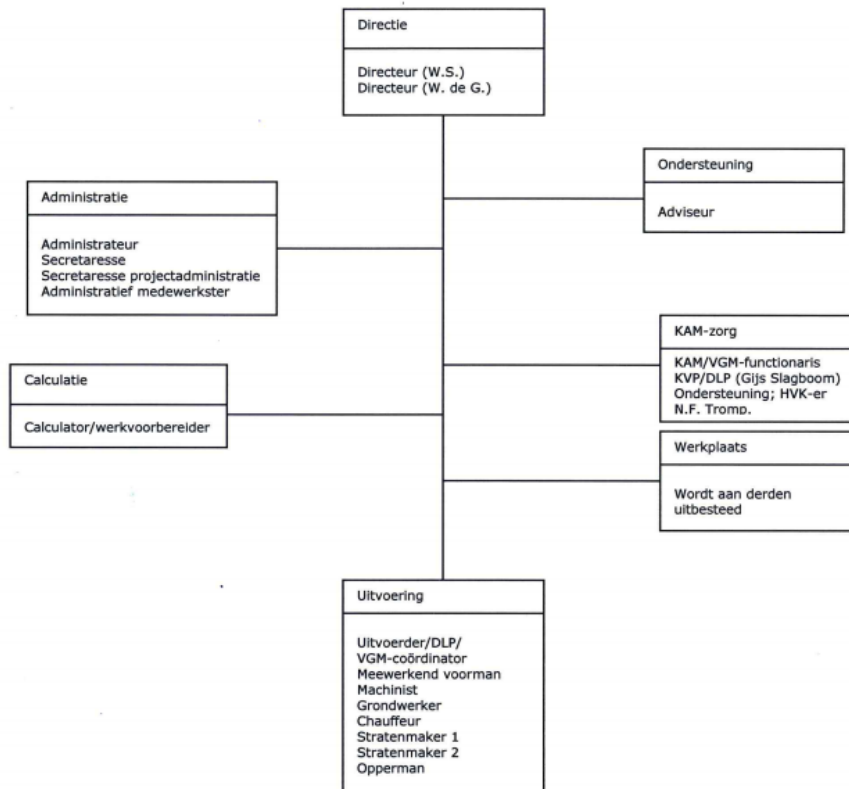 Directie
Directeur (W.S.)
Directeur (W. de G.)
Ondersteuning
Adviseur
Administratie
Administrateur
Secretaresse
Secretaresse projectadministratie
Administratief medewerkster
KAM-zorg
KAM/VGM-functionaris
KVP/DLP (Gijs Slagboom)
Ondersteuning; HVK-er
N.F. Tromp.
Calculatie
Calculator/werkvoorbereider
Werkplaats
Wordt aan derden
uitbesteed
Uitvoering
Uitvoerder/DLP/
VGM-coördinator
Meewerkend voorman
Machinist
Grondwerker
Chauffeur
Stratenmaker 1
Stratenmaker 2
Opperman